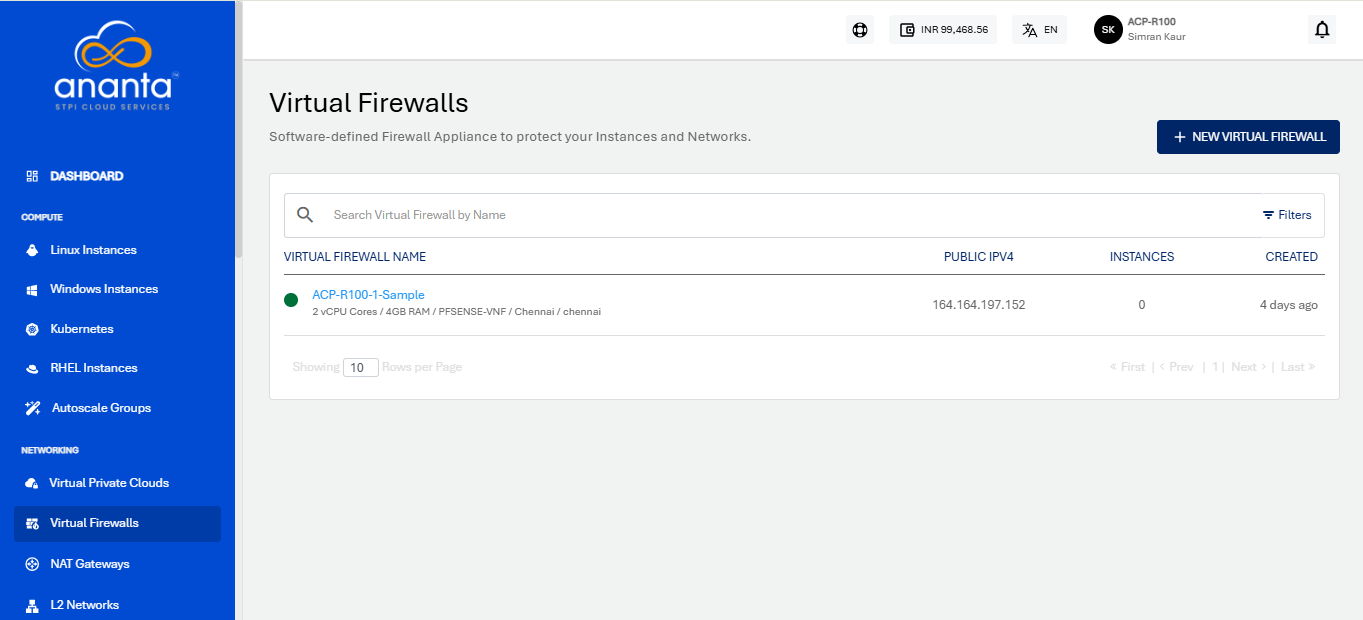 ananta™
STPI CLOUD SERVICES
DASHBOARD
COMPUTE
Linux Instances
Windows Instances
Kubernetes
RHEL Instances
Autoscale Groups
NETWORKING
Virtual Private Clouds
Virtual Firewalls
NAT Gateways
L2 Networks
INR 99,468.56
EN
SK
ACP-R100
Simran Kaur
Virtual Firewalls
Software-defined Firewall Appliance to protect your Instances and Networks.
+ NEW VIRTUAL FIREWALL
Search Virtual Firewall by Name
Filters
VIRTUAL FIREWALL NAME PUBLIC IPV4 INSTANCES CREATED
ACP-R100-1-Sample
2 vCPU Cores / 4GB RAM / PFSENSE-VNF / Chennai / chennai
164.164.197.152 0 4 days ago
Showing 10 Rows per Page
« First | ‹ Prev | 1 | Next › | Last »